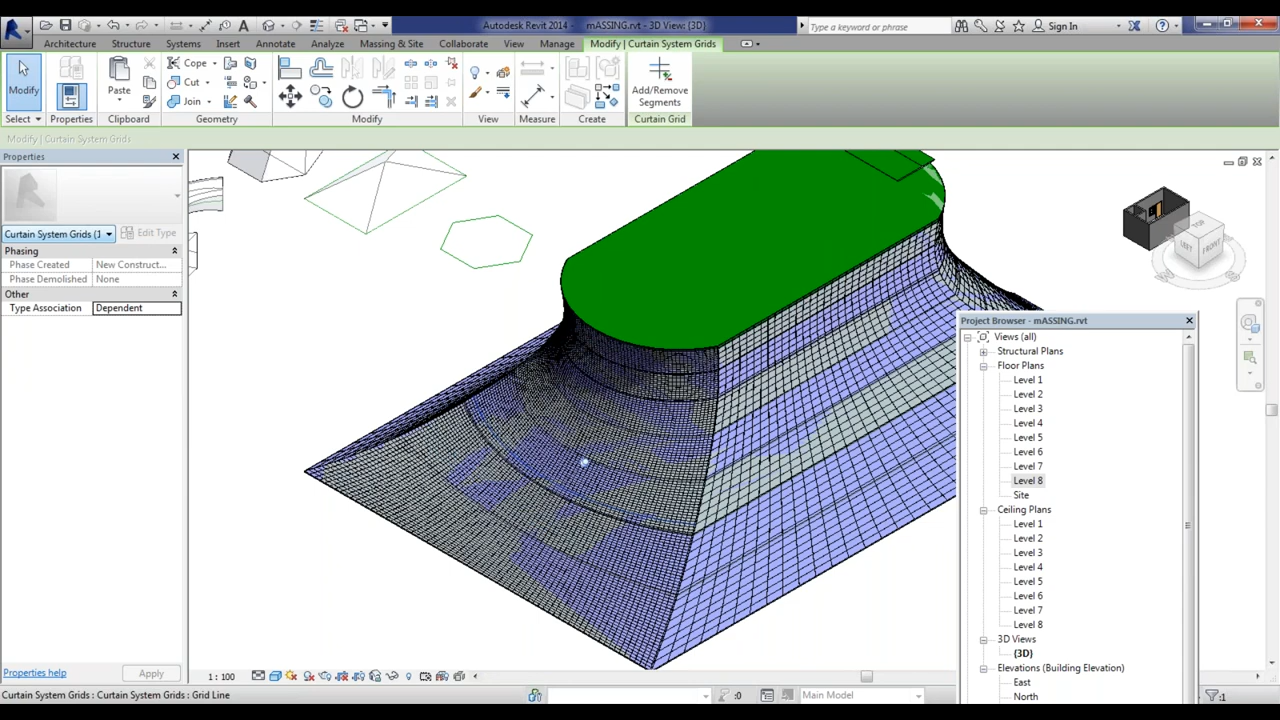 Autodesk Revit 2014 - mASSING.rvt - 3D View: {3D}
Type a keyword or phrase
Sign In
Architecture Structure Systems Insert Annotate Analyze Massing & Site Collaborate View Manage Modify | Curtain System Grids
Modify
Paste
Cope
Cut
Join
Add/Remove
Segments
Select Properties Clipboard Geometry Modify View Measure Create Curtain Grid
Modify | Curtain System Grids
Properties
Curtain System Grids (1
Edit Type
Phasing
Phase Created New Construct...
Phase Demolished None
Other
Type Association Dependent
Properties help
Apply
TOP
LEFT
FRONT
Project Browser - mASSING.rvt
Views (all)
Structural Plans
Floor Plans
Level 1
Level 2
Level 3
Level 4
Level 5
Level 6
Level 7
Level 8
Site
Ceiling Plans
Level 1
Level 2
Level 3
Level 4
Level 5
Level 6
Level 7
Level 8
3D Views
{3D}
Elevations (Building Elevation)
East
North
1 : 100
Curtain System Grids : Curtain System Grids : Grid Line
:0
Main Model
:1